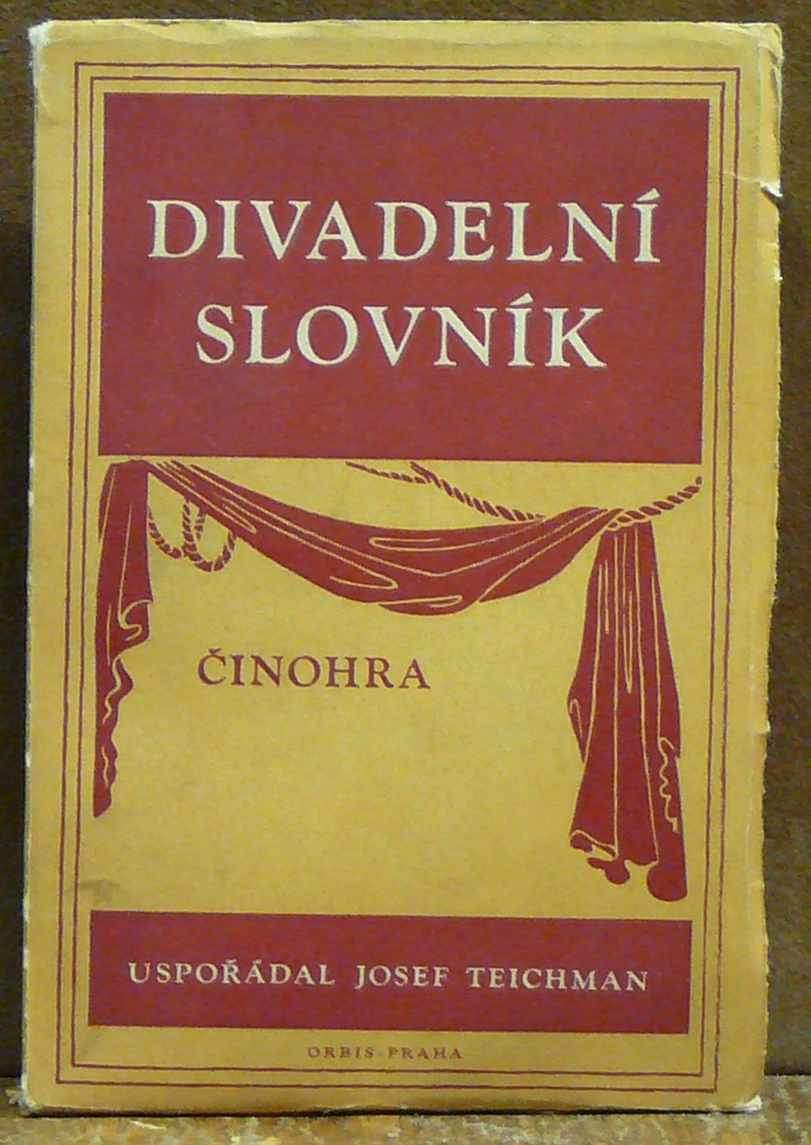 DIVADELNÍ
SLOVNÍK
ČINOHRA
USPOŘÁDAL JOSEF TEICHMAN
ORBIS-PRAHA